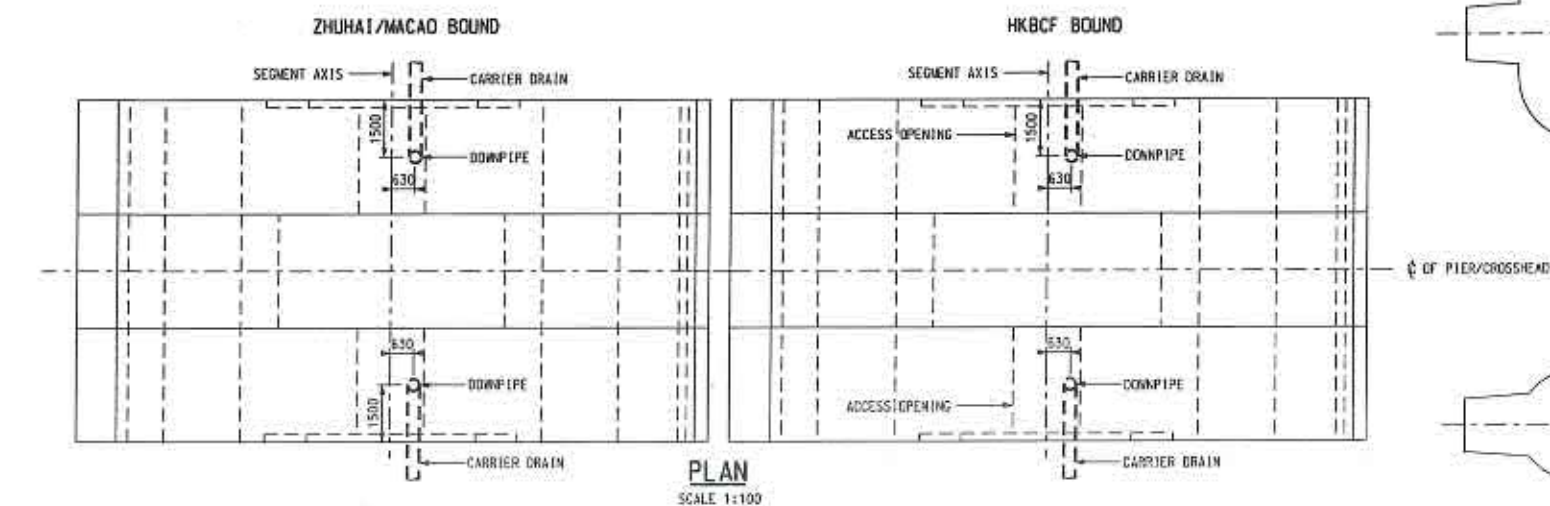 ZHUHAI/MACAO BOUND
HKBCF BOUND
SEGMENT AXIS
CARRIER DRAIN
SEGMENT AXIS
CARRIER DRAIN
1500
ACCESS OPENING
1500
DOWNPIPE
DOWNPIPE
630
630
℄ OF PIER/CROSSHEAD
630
630
DOWNPIPE
DOWNPIPE
1500
ACCESS OPENING
CARRIER DRAIN
CARRIER DRAIN
PLAN
SCALE 1:100